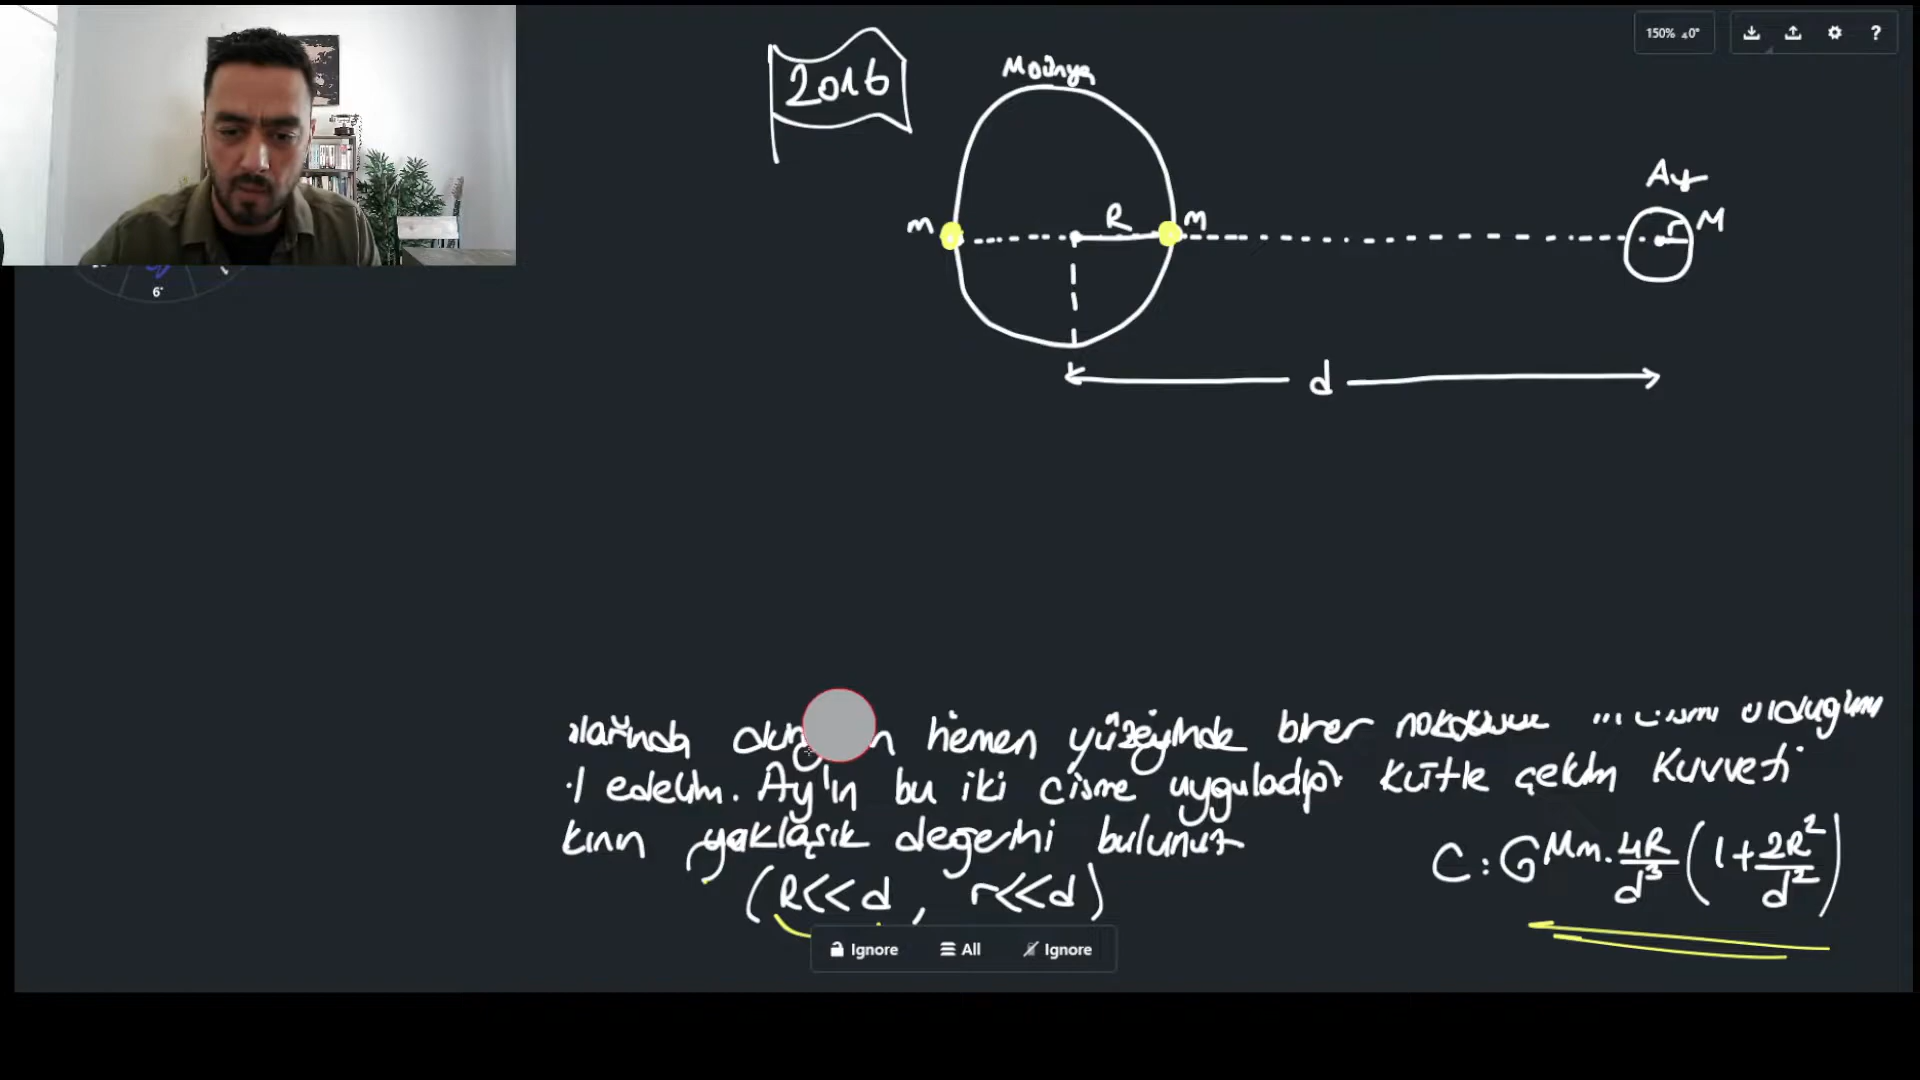 150% ⊿0°
?
2016
MDünya
Ay
m
R
m
r
M
6°
d
hemen yüzeyinde birer
edelim. Ay'ın bu iki cisme uyguladığı kütle çekim kuvveti
yaklaşık değerini bulunuz
C: G Mm. 4R/d³ (1+2R²/d²)
(R<<d, r<<d)
Ignore All Ignore